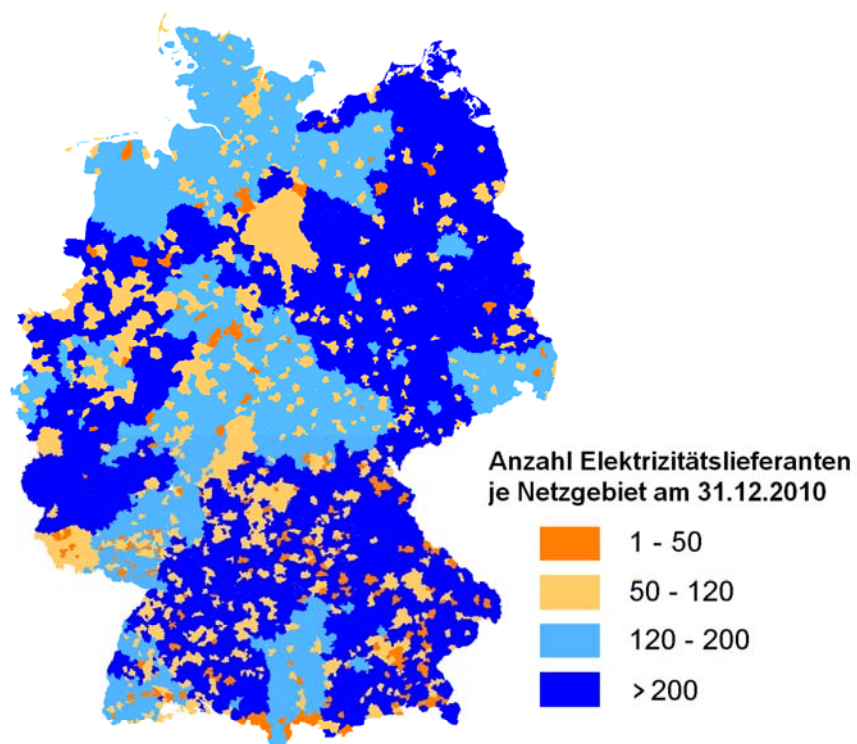 Anzahl Elektrizitätslieferanten
je Netzgebiet am 31.12.2010
1 - 50
50 - 120
120 - 200
> 200